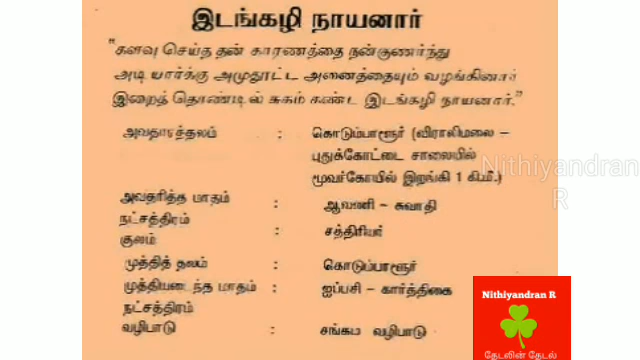 இடங்கழி நாயனார்
"களவு செய்த தன் காரணத்தை நன்குணர்ந்து
அடியார்க்கு அமுதூட்ட அனைத்தையும் வழங்கினார்
இறைத் தொண்டில் சுகம் கண்ட இடங்கழி நாயனார்."
அவதாரத்தலம் : கொடும்பாளூர் (விராலிமலை –
புதுக்கோட்டை சாலையில்
மூவர்கோயில் இறங்கி 1 கி.மீ.)
அவதரித்த மாதம் : ஆவணி – சுவாதி
நட்சத்திரம்
குலம் : சத்திரியர்
முத்தித் தலம் : கொடும்பாளூர்
முத்தியடைந்த மாதம் : ஐப்பசி – கார்த்திகை
நட்சத்திரம்
வழிபாடு : சங்கம வழிபாடு
Nithiyandran
R
Nithiyandran R
தேடலின் தேடல்